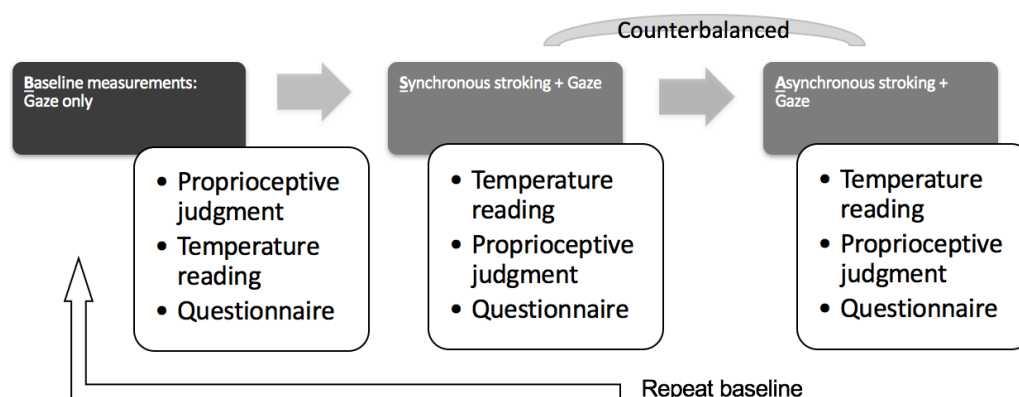 Counterbalanced
Baseline measurements:
Gaze only
Synchronous stroking + Gaze
Asynchronous stroking +
Gaze
• Proprioceptive
judgment
• Temperature
reading
• Questionnaire
• Temperature
reading
• Proprioceptive
judgment
• Questionnaire
• Temperature
reading
• Proprioceptive
judgment
• Questionnaire
Repeat baseline